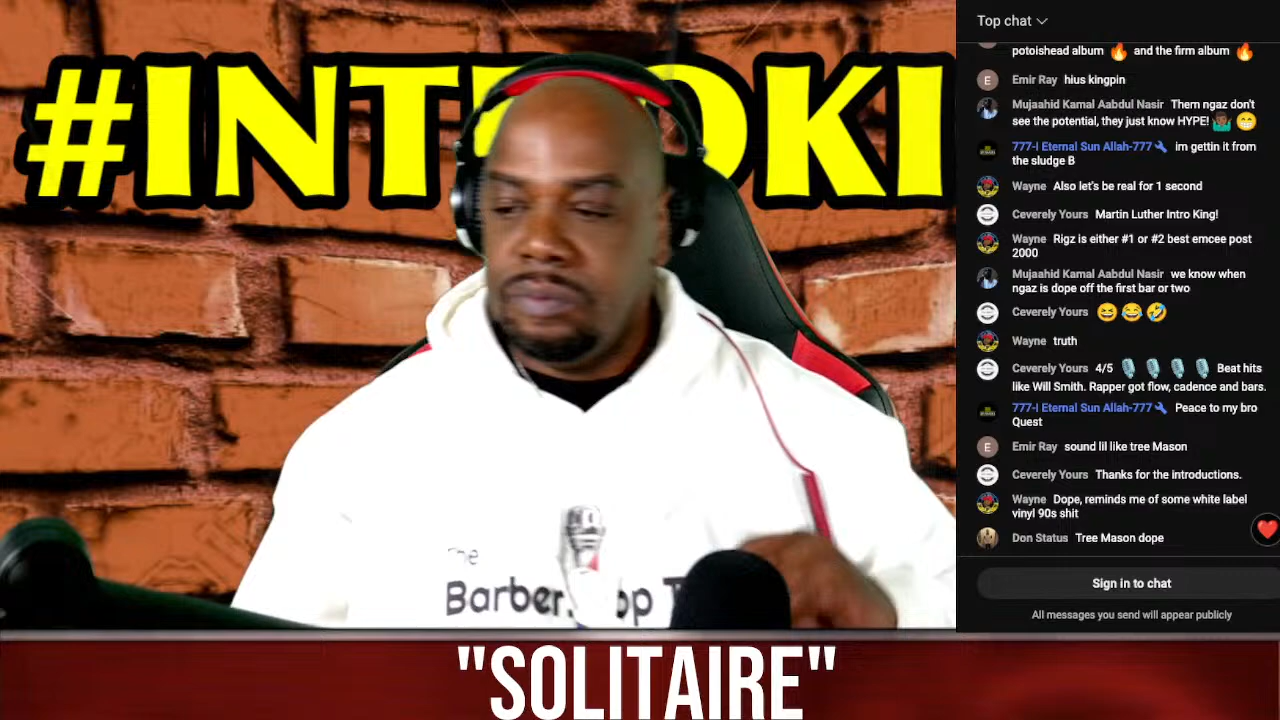 #INTROKI
The
Barbershop T
"SOLITAIRE"
Top chat
potoishead album 🔥 and the firm album 🔥
Emir Ray hius kingpin
Mujaahid Kamal Aabdul Nasir Them ngaz don't
see the potential, they just know HYPE! 🤷🏾‍♂️ 😁
777-I Eternal Sun Allah-777 im gettin it from
the sludge B
Wayne Also let's be real for 1 second
Ceverely Yours Martin Luther Intro King!
Wayne Rigz is either #1 or #2 best emcee post
2000
Mujaahid Kamal Aabdul Nasir we know when
ngaz is dope off the first bar or two
Ceverely Yours 😆 😂 🤣
Wayne truth
Ceverely Yours 4/5 🎙️ 🎙️ 🎙️ 🎙️ Beat hits
like Will Smith. Rapper got flow, cadence and bars.
777-I Eternal Sun Allah-777 Peace to my bro
Quest
Emir Ray sound lil like tree Mason
Ceverely Yours Thanks for the introductions.
Wayne Dope, reminds me of some white label
vinyl 90s shit
Don Status Tree Mason dope
Sign in to chat
All messages you send will appear publicly